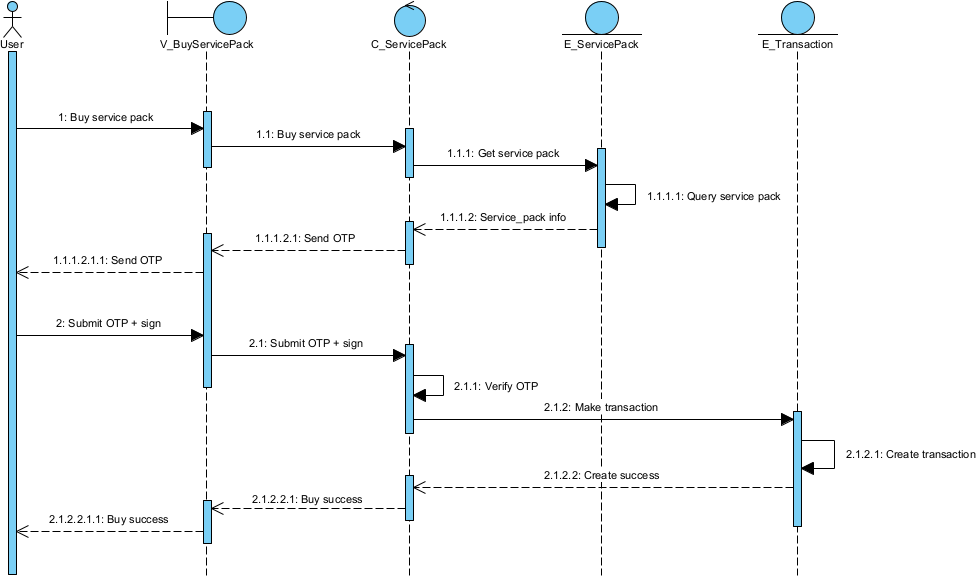 User
V_BuyServicePack
C_ServicePack
E_ServicePack
E_Transaction
1: Buy service pack
1.1: Buy service pack
1.1.1: Get service pack
1.1.1.1: Query service pack
1.1.1.2: Service_pack info
1.1.1.2.1: Send OTP
1.1.1.2.1.1: Send OTP
2: Submit OTP + sign
2.1: Submit OTP + sign
2.1.1: Verify OTP
2.1.2: Make transaction
2.1.2.1: Create transaction
2.1.2.2: Create success
2.1.2.2.1: Buy success
2.1.2.2.1.1: Buy success